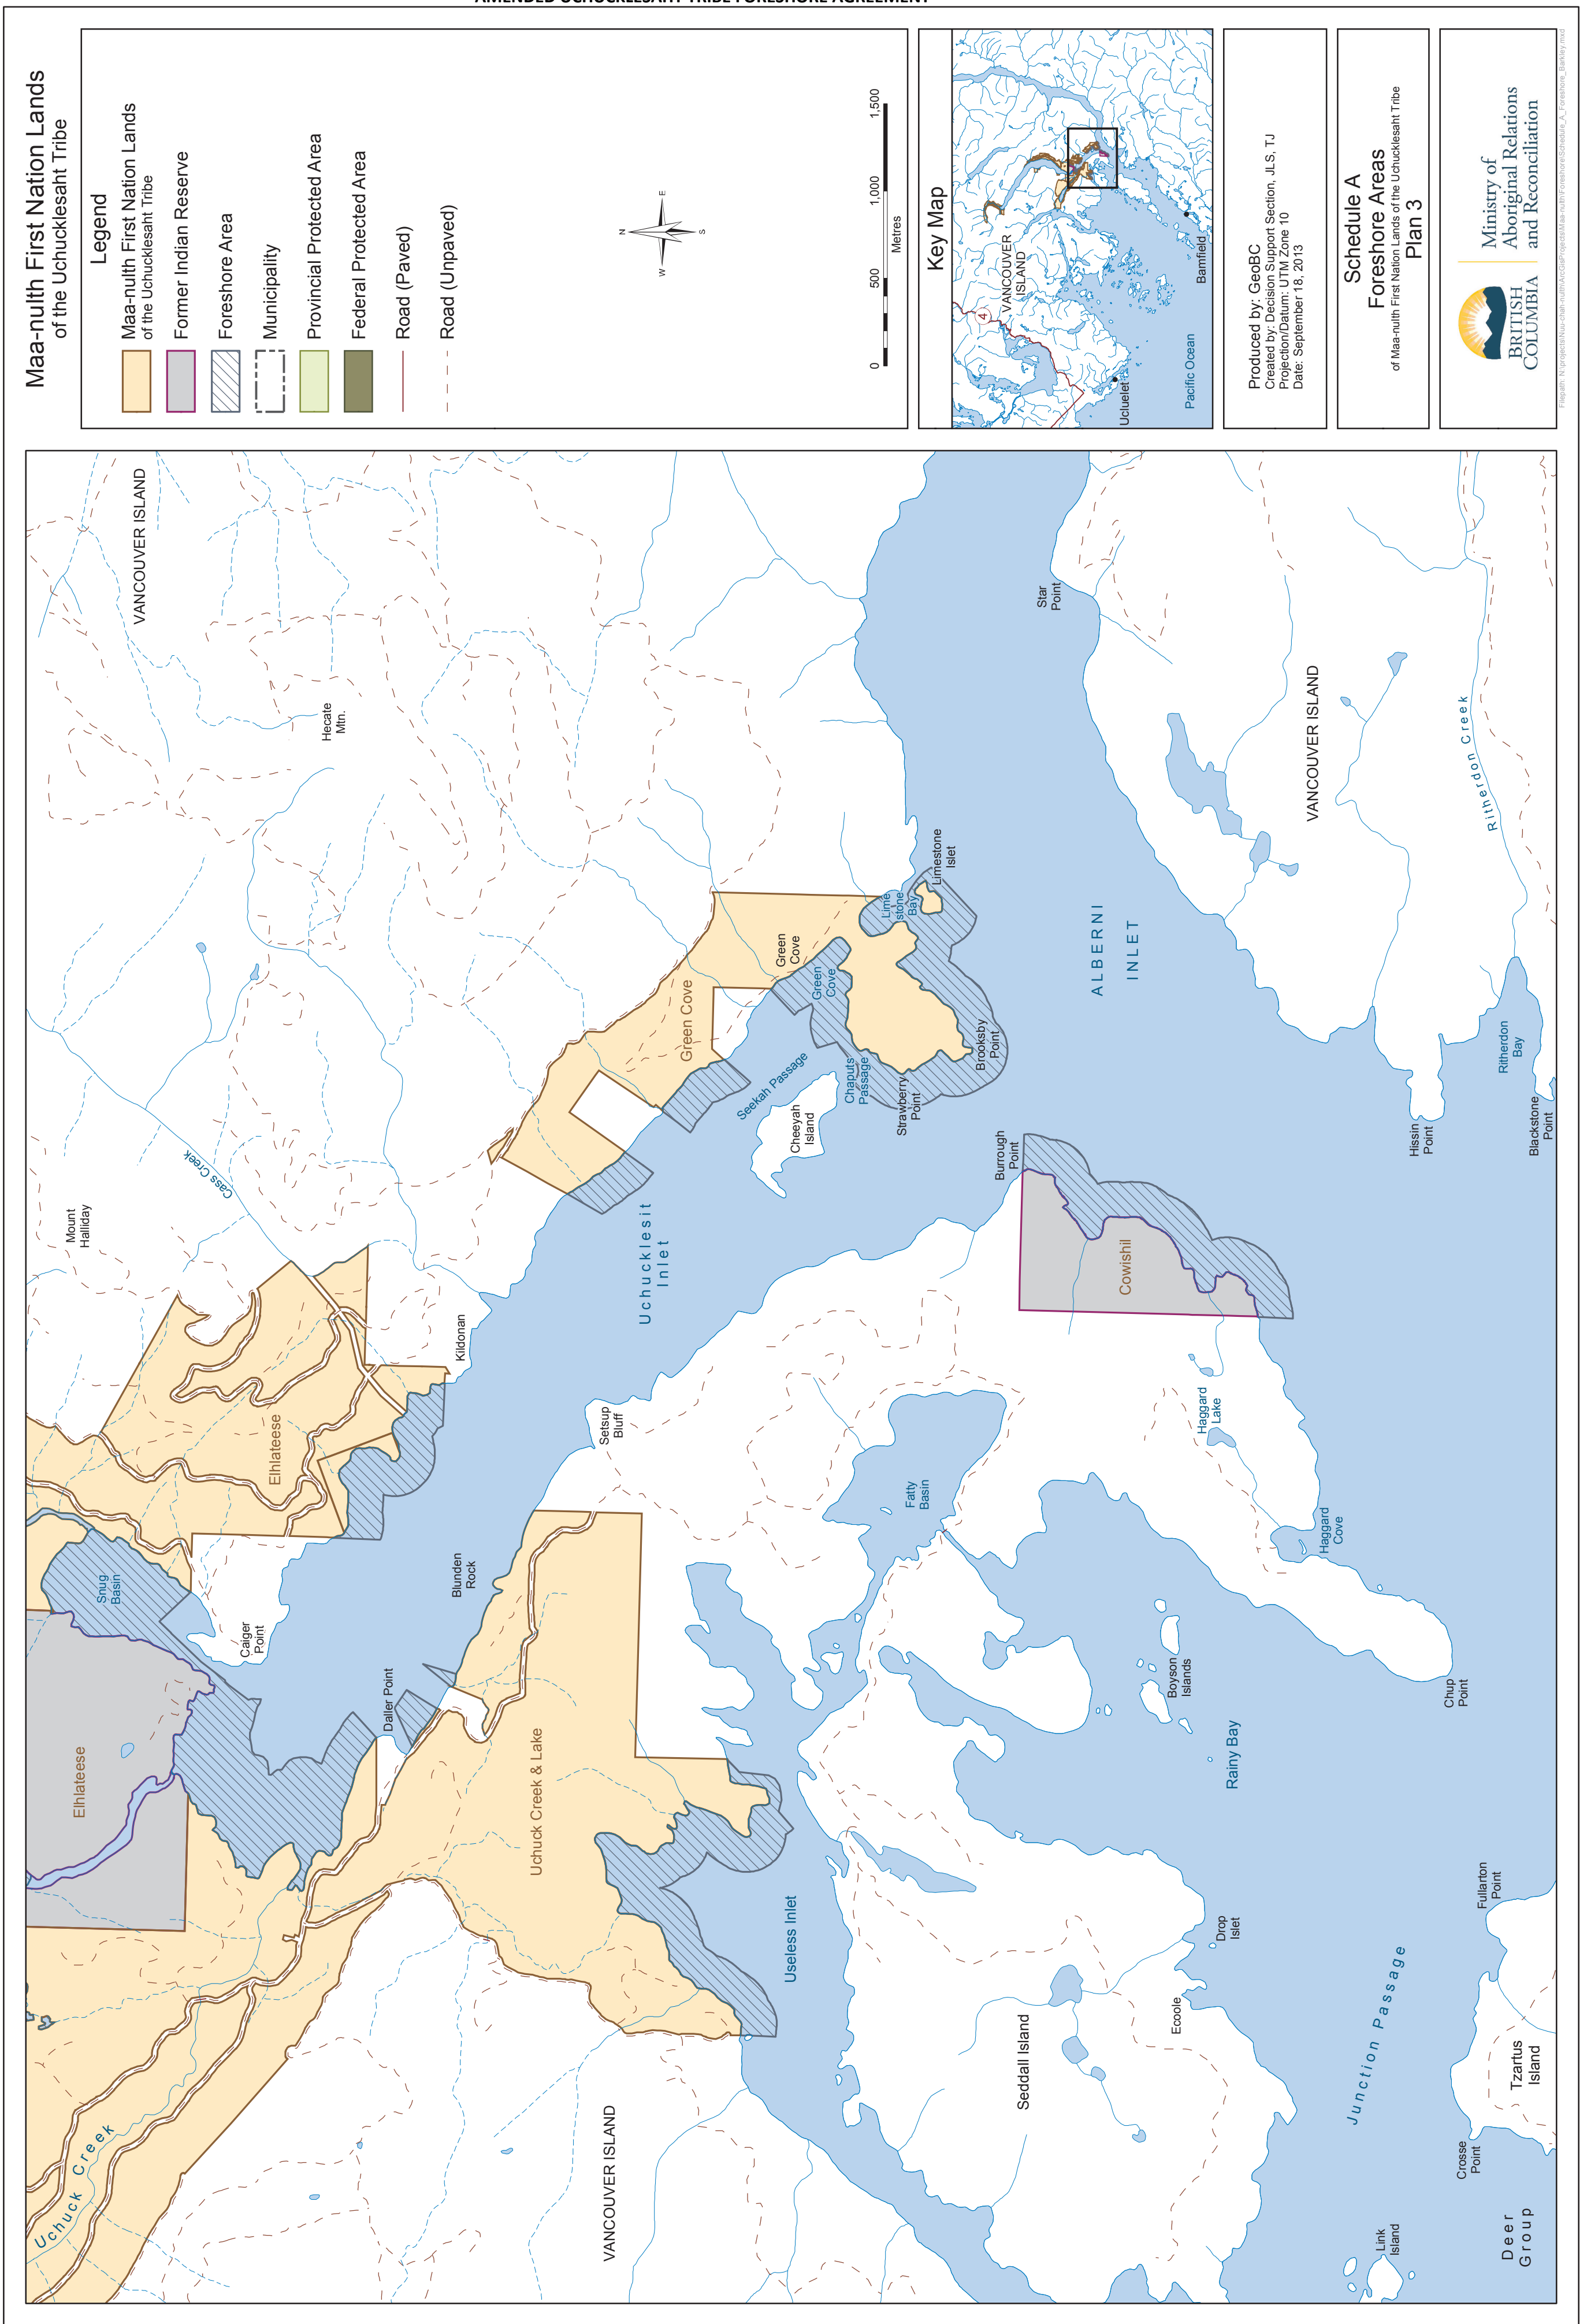 AMENDED UCHUCKLESAHT TRIBE FORESHORE AGREEMENT
Maa-nulth First Nation Lands
of the Uchucklesaht Tribe
Legend
Maa-nulth First Nation Lands
of the Uchucklesaht Tribe
Former Indian Reserve
Foreshore Area
Municipality
Provincial Protected Area
Federal Protected Area
Road (Paved)
Road (Unpaved)
N
W
E
S
0
500
1,000
1,500
Metres
Key Map
4
VANCOUVER
ISLAND
Ucluelet
Bamfield
Pacific Ocean
Produced by: GeoBC
Created by: Decision Support Section, JLS, TJ
Projection/Datum: UTM Zone 10
Date: September 18, 2013
Schedule A
Foreshore Areas
of Maa-nulth First Nation Lands of the Uchucklesaht Tribe
Plan 3
BRITISH
COLUMBIA
Ministry of
Aboriginal Relations
and Reconciliation
VANCOUVER ISLAND
Hecate
Mtn.
Mount
Halliday
Cass Creek
Uchuck Creek
Elhlateese
Snug
Basin
Elhlateese
Caiger
Point
Kildonan
Blunden
Rock
Daller Point
Uchuck Creek & Lake
Setsup
Bluff
Uchucklesit
Inlet
Green Cove
Green
Cove
Green
Cove
Seekah Passage
Cheeyah
Island
Chaputs
Passage
Strawberry
Point
Brooksby
Point
Lime
stone
Bay
Limestone
Islet
Star
Point
ALBERNI
INLET
VANCOUVER ISLAND
Ritherdon Creek
Ritherdon
Bay
Hissin
Point
Blackstone
Point
Burrough
Point
Cowishil
Haggard
Lake
Haggard
Cove
Fatty
Basin
Boyson
Islands
Chup
Point
Rainy Bay
Useless Inlet
VANCOUVER ISLAND
Seddall Island
Drop
Islet
Ecoole
Junction Passage
Fullarton
Point
Tzartus
Island
Crosse
Point
Link
Island
Deer
Group